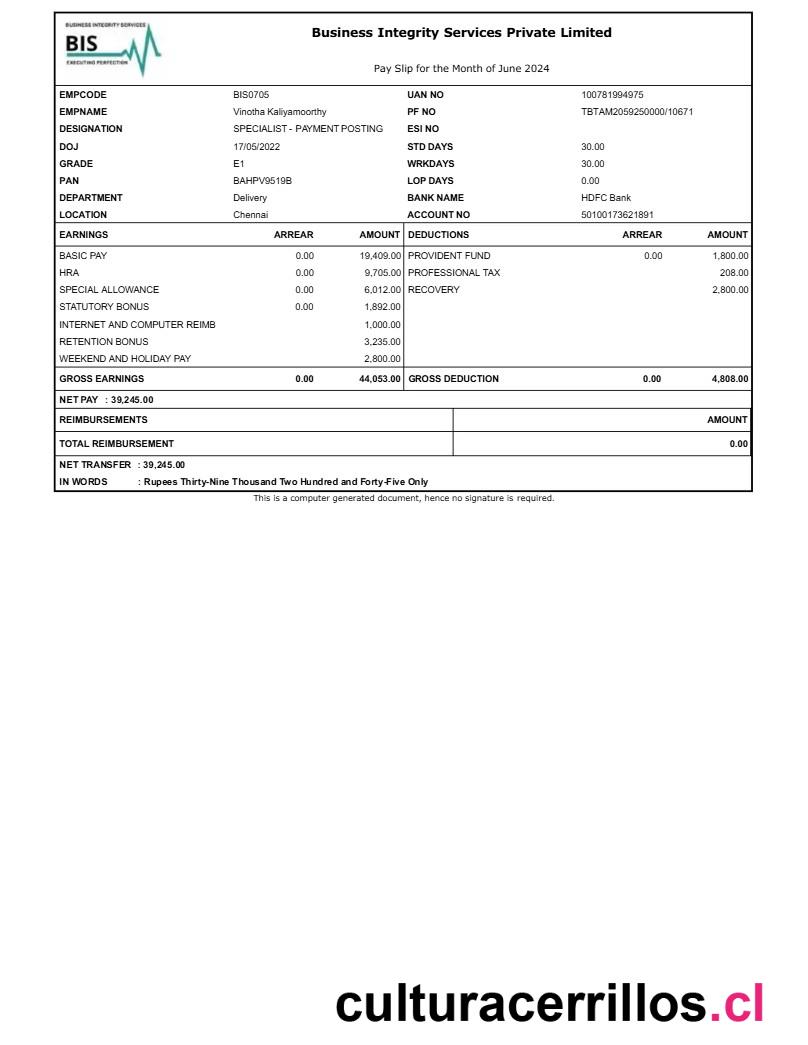 BUSINESS INTEGRITY SERVICES
BIS
EXECUTING PERFECTION
Business Integrity Services Private Limited
Pay Slip for the Month of June 2024
EMPCODE BIS0705 UAN NO 100781994975
EMPNAME Vinotha Kaliyamoorthy PF NO TBTAM2059250000/10671
DESIGNATION SPECIALIST - PAYMENT POSTING ESI NO
DOJ 17/05/2022 STD DAYS 30.00
GRADE E1 WRKDAYS 30.00
PAN BAHPV9519B LOP DAYS 0.00
DEPARTMENT Delivery BANK NAME HDFC Bank
LOCATION Chennai ACCOUNT NO 50100173621891
EARNINGS ARREAR AMOUNT DEDUCTIONS ARREAR AMOUNT
BASIC PAY 0.00 19,409.00 PROVIDENT FUND 0.00 1,800.00
HRA 0.00 9,705.00 PROFESSIONAL TAX 208.00
SPECIAL ALLOWANCE 0.00 6,012.00 RECOVERY 2,800.00
STATUTORY BONUS 0.00 1,892.00
INTERNET AND COMPUTER REIMB 1,000.00
RETENTION BONUS 3,235.00
WEEKEND AND HOLIDAY PAY 2,800.00
GROSS EARNINGS 0.00 44,053.00 GROSS DEDUCTION 0.00 4,808.00
NET PAY : 39,245.00
REIMBURSEMENTS AMOUNT
TOTAL REIMBURSEMENT 0.00
NET TRANSFER : 39,245.00
IN WORDS : Rupees Thirty-Nine Thousand Two Hundred and Forty-Five Only
This is a computer generated document, hence no signature is required.
culturacerrillos.cl